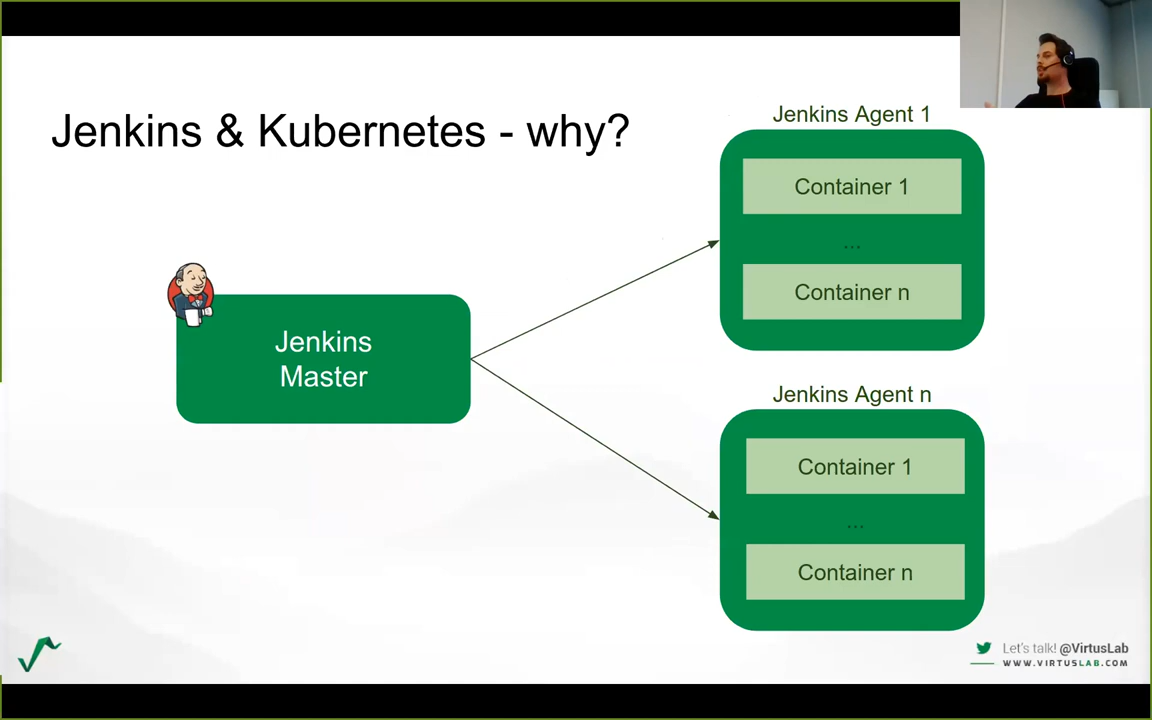 Jenkins & Kubernetes - why?
Jenkins
Master
Jenkins Agent 1
Container 1
...
Container n
Jenkins Agent n
Container 1
...
Container n
Let's talk! @VirtusLab
WWW.VIRTUSLAB.COM